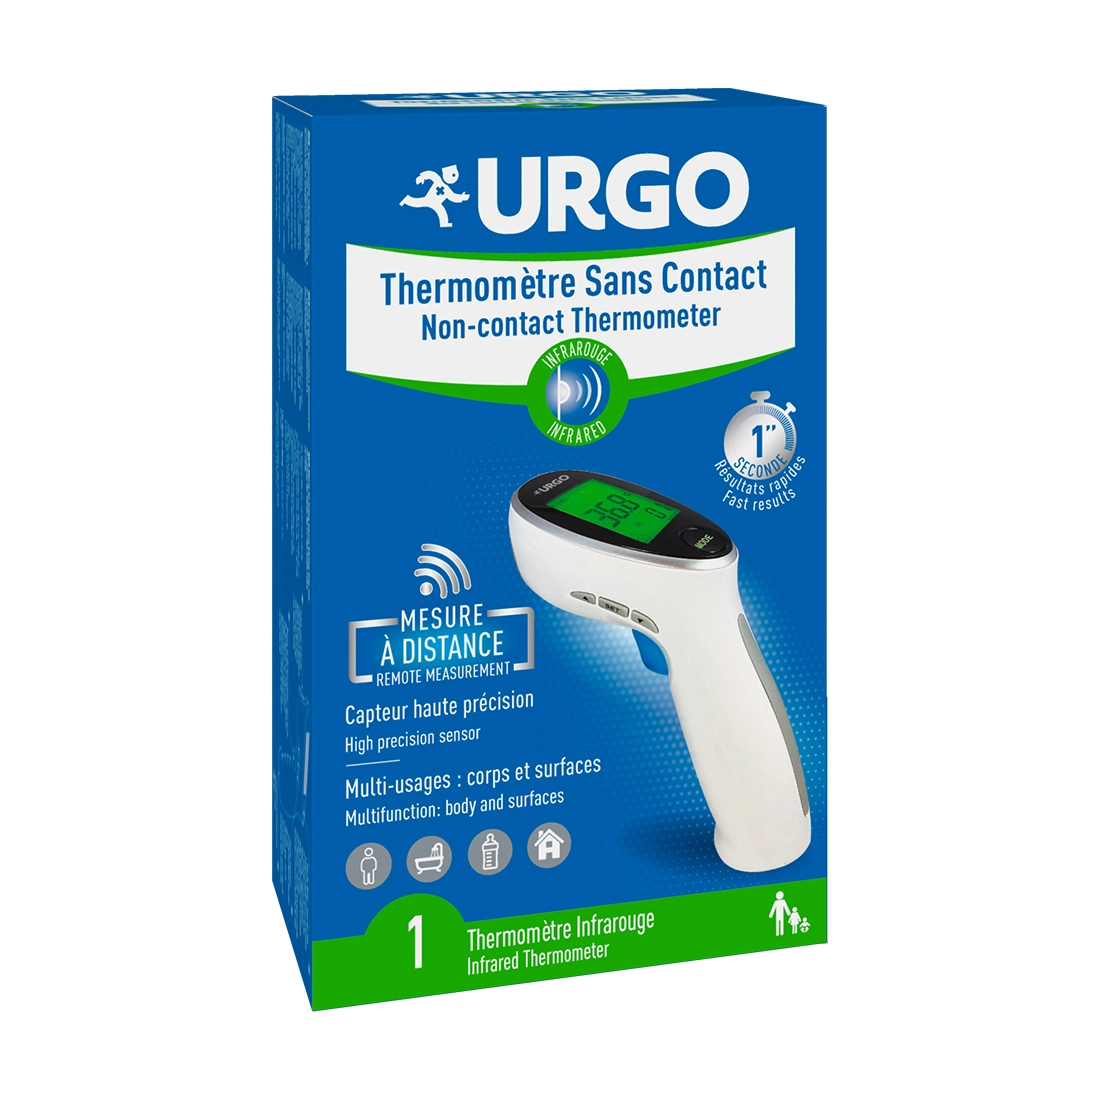 URGO
Thermomètre Sans Contact
Non-contact Thermometer
INFRAROUGE
INFRARED
1’’
SECONDE
Résultats rapides
Fast results
URGO
36.8
MODE
SET
MESURE
À DISTANCE
REMOTE MEASUREMENT
Capteur haute précision
High precision sensor
Multi-usages : corps et surfaces
Multifunction: body and surfaces
1
Thermomètre Infrarouge
Infrared Thermometer